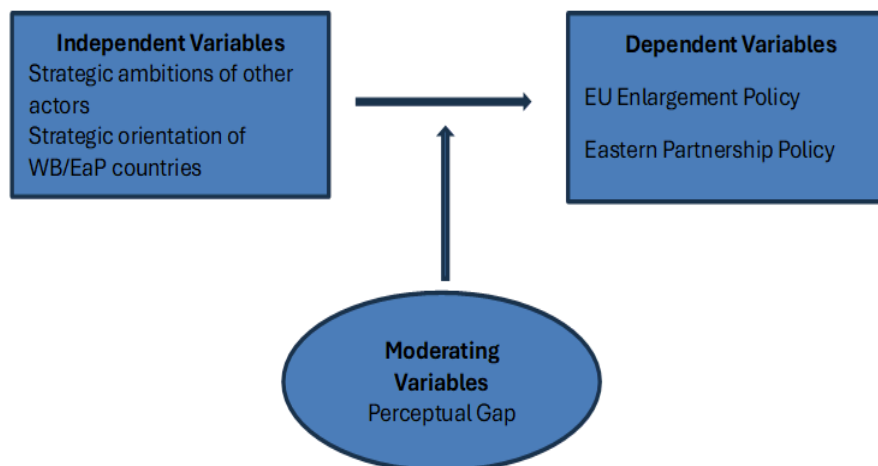 Independent Variables
Strategic ambitions of other
actors
Strategic orientation of
WB/EaP countries
Dependent Variables
EU Enlargement Policy
Eastern Partnership Policy
Moderating
Variables
Perceptual Gap